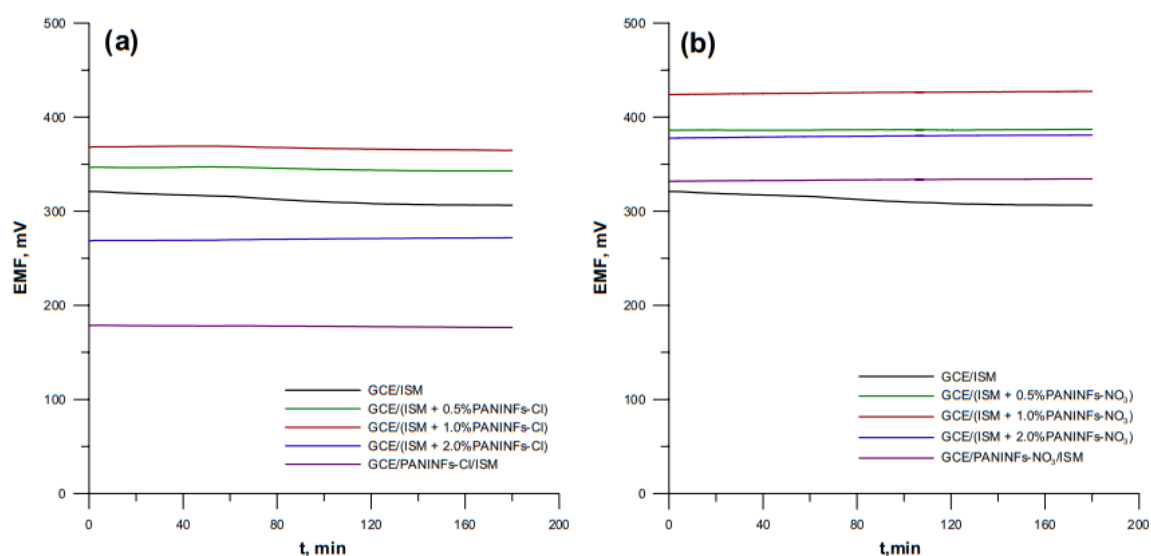 (a)
EMF, mV
500
400
300
200
100
0
GCE/ISM
GCE/(ISM + 0.5%PANINFs-Cl)
GCE/(ISM + 1.0%PANINFs-Cl)
GCE/(ISM + 2.0%PANINFs-Cl)
GCE/PANINFs-Cl/ISM
0 40 80 120 160 200
t, min
(b)
EMF, mV
500
400
300
200
100
0
GCE/ISM
GCE/(ISM + 0.5%PANINFs-NO₃)
GCE/(ISM + 1.0%PANINFs-NO₃)
GCE/(ISM + 2.0%PANINFs-NO₃)
GCE/PANINFs-NO₃/ISM
0 40 80 120 160 200
t,min